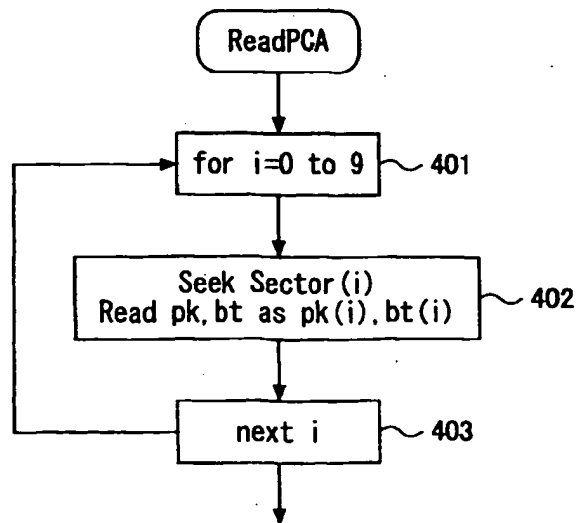 ReadPCA
for i=0 to 9
401
Seek Sector(i)
Read pk,bt as pk(i),bt(i)
402
next i
403